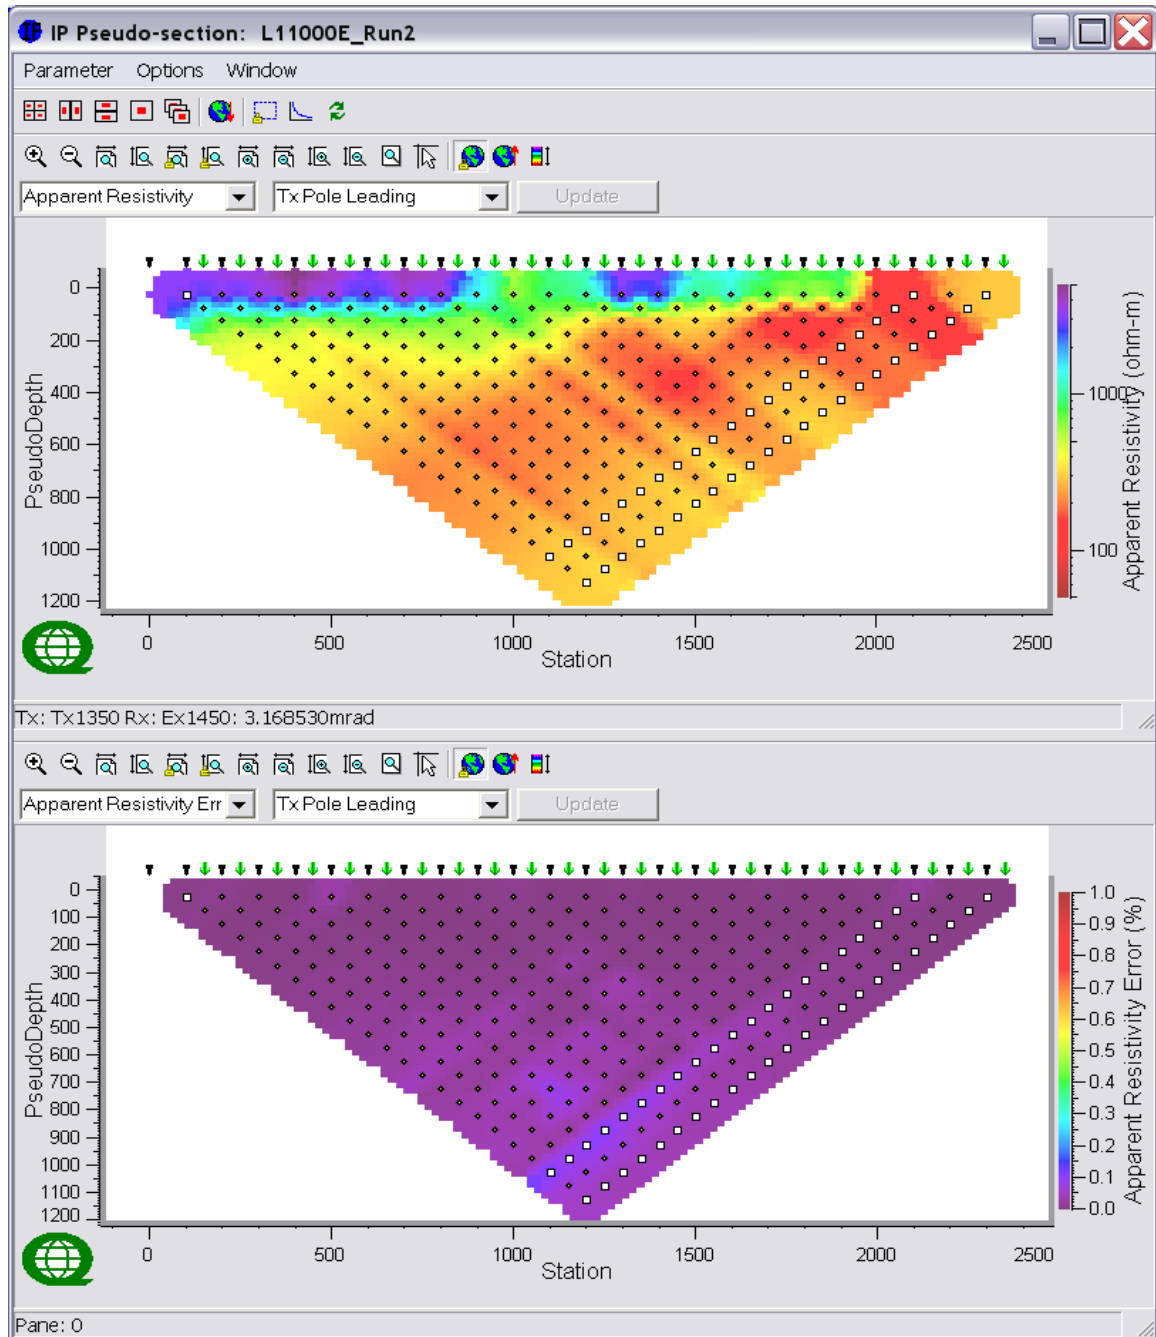 IP Pseudo-section: L11000E_Run2
Parameter Options Window
Apparent Resistivity Tx Pole Leading Update
0
200
400
600
800
1000
1200
PseudoDepth
0 500 1000 1500 2000 2500
Station
1000
100
Apparent Resistivity (ohm-m)
Tx: Tx1350 Rx: Ex1450: 3.168530mrad
Apparent Resistivity Err Tx Pole Leading Update
0
100
200
300
400
500
600
700
800
900
1000
1100
1200
PseudoDepth
0 500 1000 1500 2000 2500
Station
1.0
0.9
0.8
0.7
0.6
0.5
0.4
0.3
0.2
0.1
0.0
Apparent Resistivity Error (%)
Pane: 0